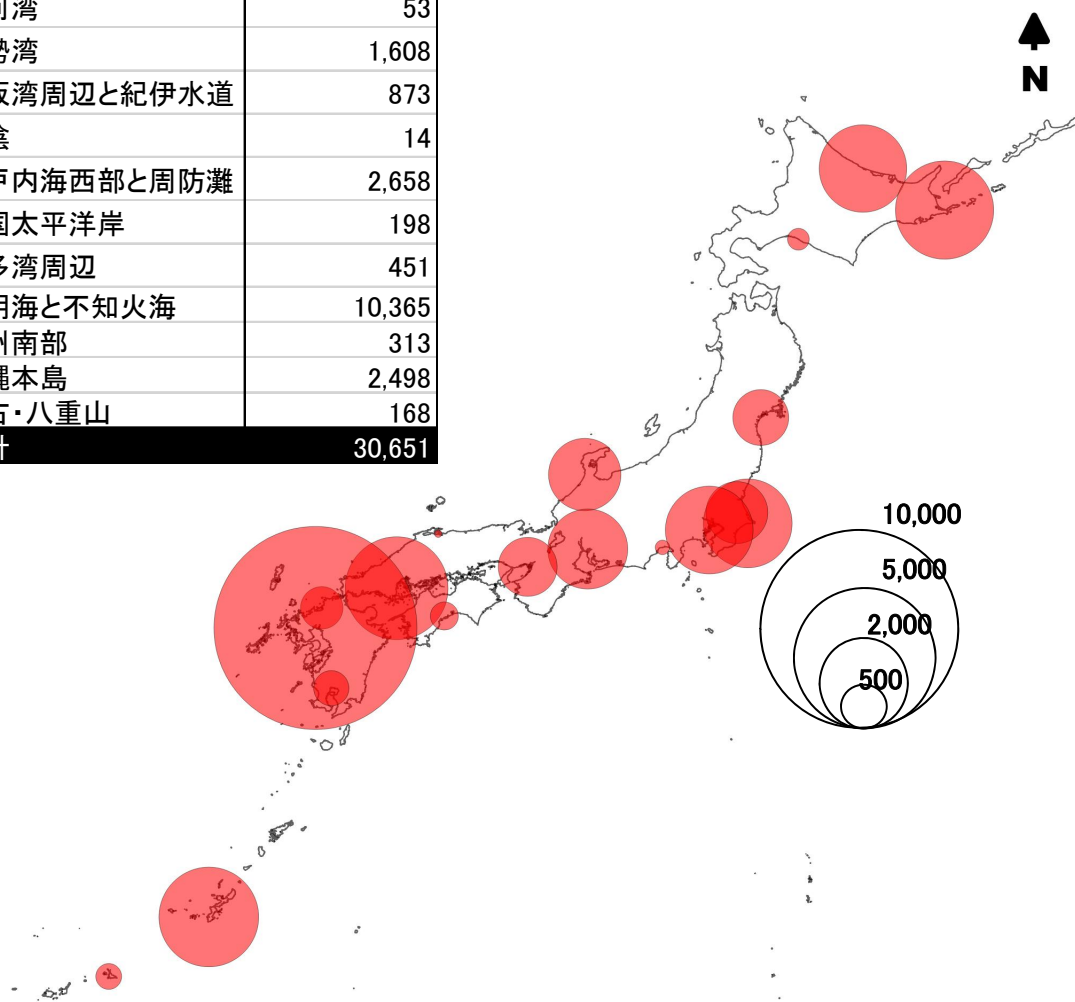 湾 53
湾 1,608
湾周辺と紀伊水道 873
14
内海西部と周防灘 2,658
太平洋岸 198
湾周辺 451
海と不知火海 10,365
南部 313
本島 2,498
・八重山 168
30,651
N
10,000
5,000
2,000
500